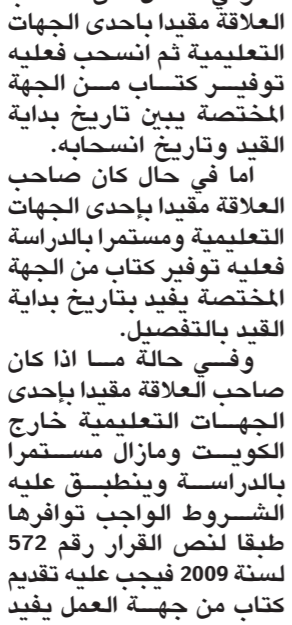 العلاقة مقيدا باحدى الجهات
التعليمية ثم انسحب فعليه
توفير كتاب من الجهة
المختصة يبين تاريخ بداية
القيد وتاريخ انسحابه.
اما في حال كان صاحب
العلاقة مقيدا بإحدى الجهات
التعليمية ومستمرا بالدراسة
فعليه توفير كتاب من الجهة
المختصة يفيد بتاريخ بداية
القيد بالتفصيل.
وفي حالة ما اذا كان
صاحب العلاقة مقيدا بإحدى
الجهات التعليمية خارج
الكويت ومازال مستمرا
بالدراسة وينطبق عليه
الشروط الواجب توافرها
طبقا لنص القرار رقم 572
لسنة 2009 فيجب عليه تقديم
كتاب من جهة العمل يفيد